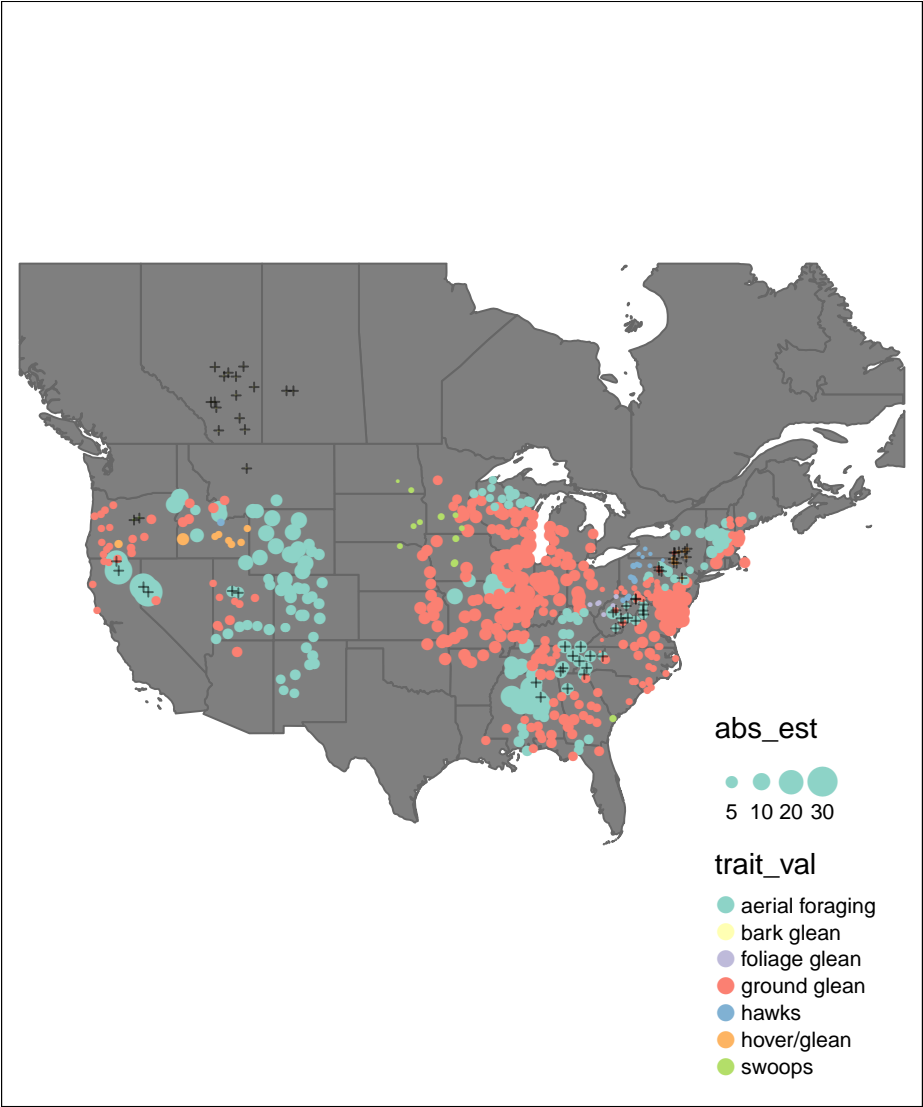 abs_est
5 10 20 30
trait_val
aerial foraging
bark glean
foliage glean
ground glean
hawks
hover/glean
swoops